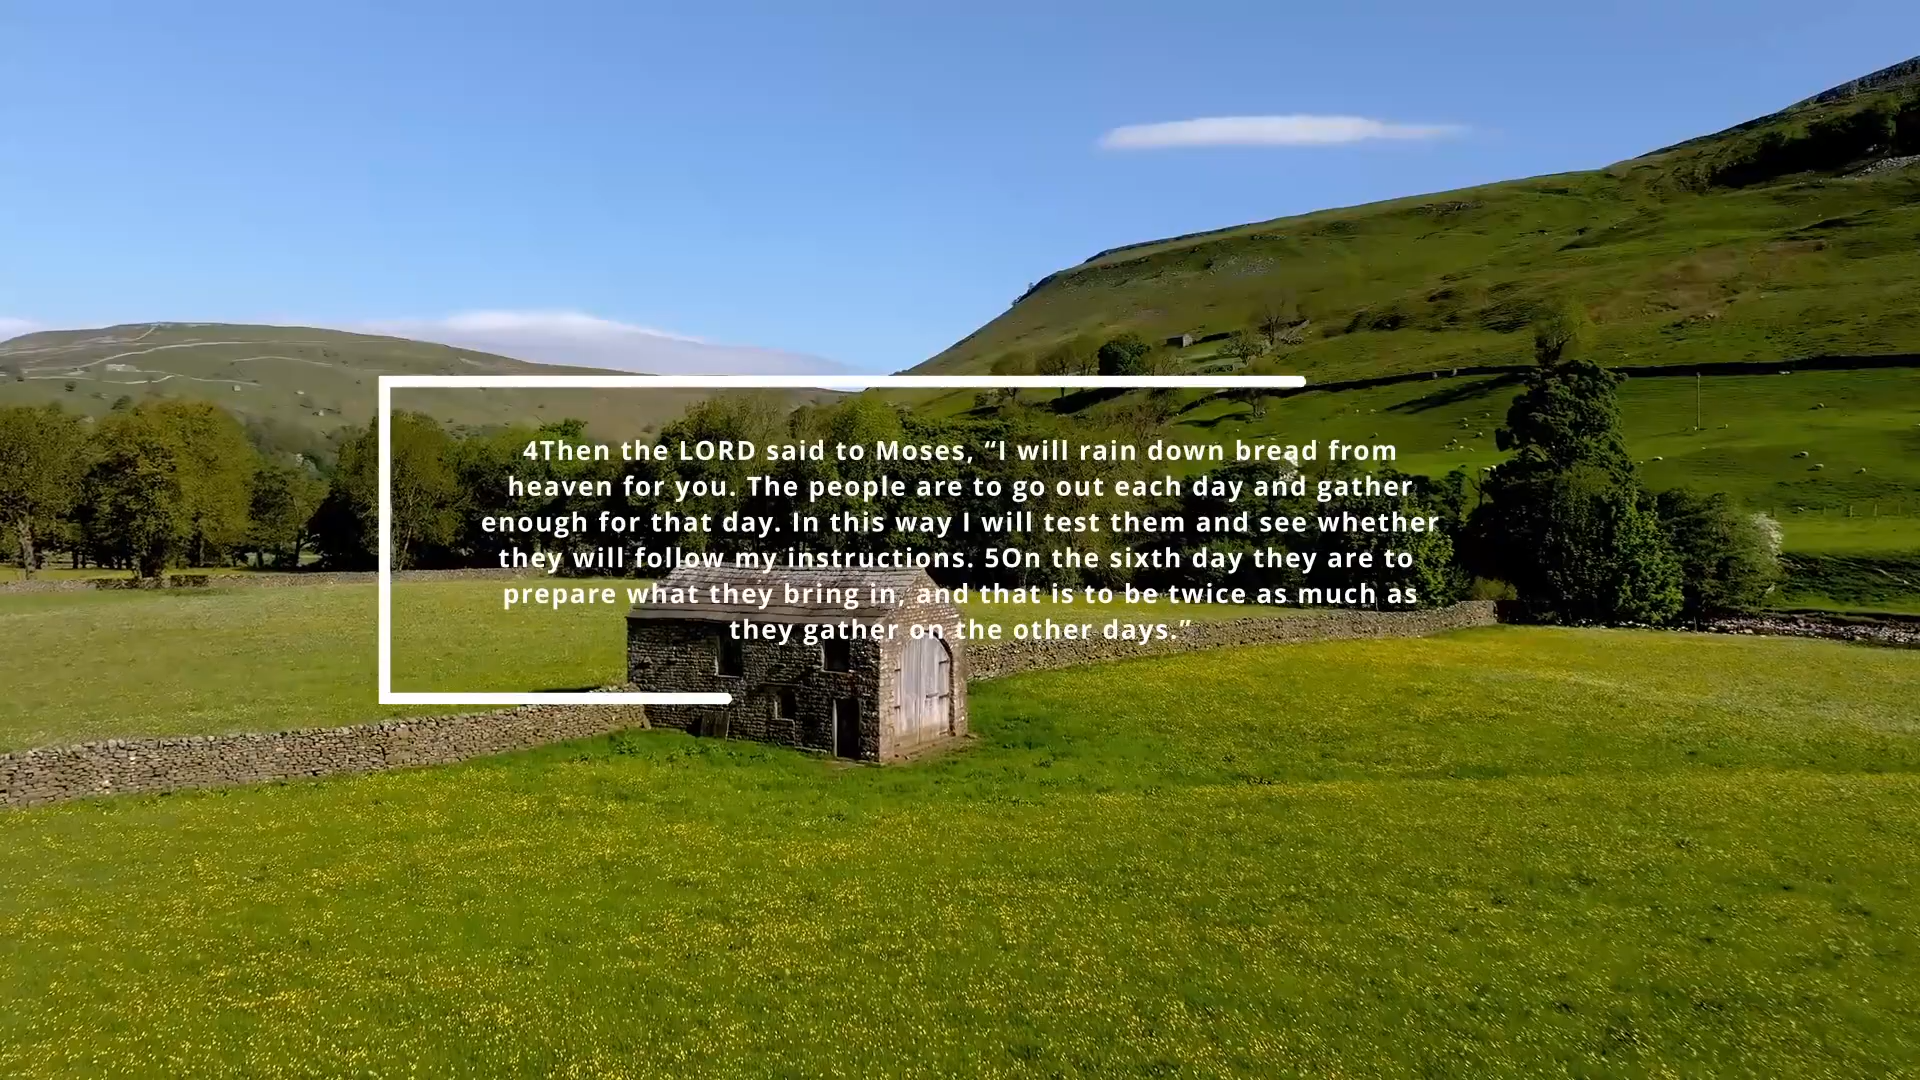 4Then the LORD said to Moses, “I will rain down bread from
heaven for you. The people are to go out each day and gather
enough for that day. In this way I will test them and see whether
they will follow my instructions. 5On the sixth day they are to
prepare what they bring in, and that is to be twice as much as
they gather on the other days.”